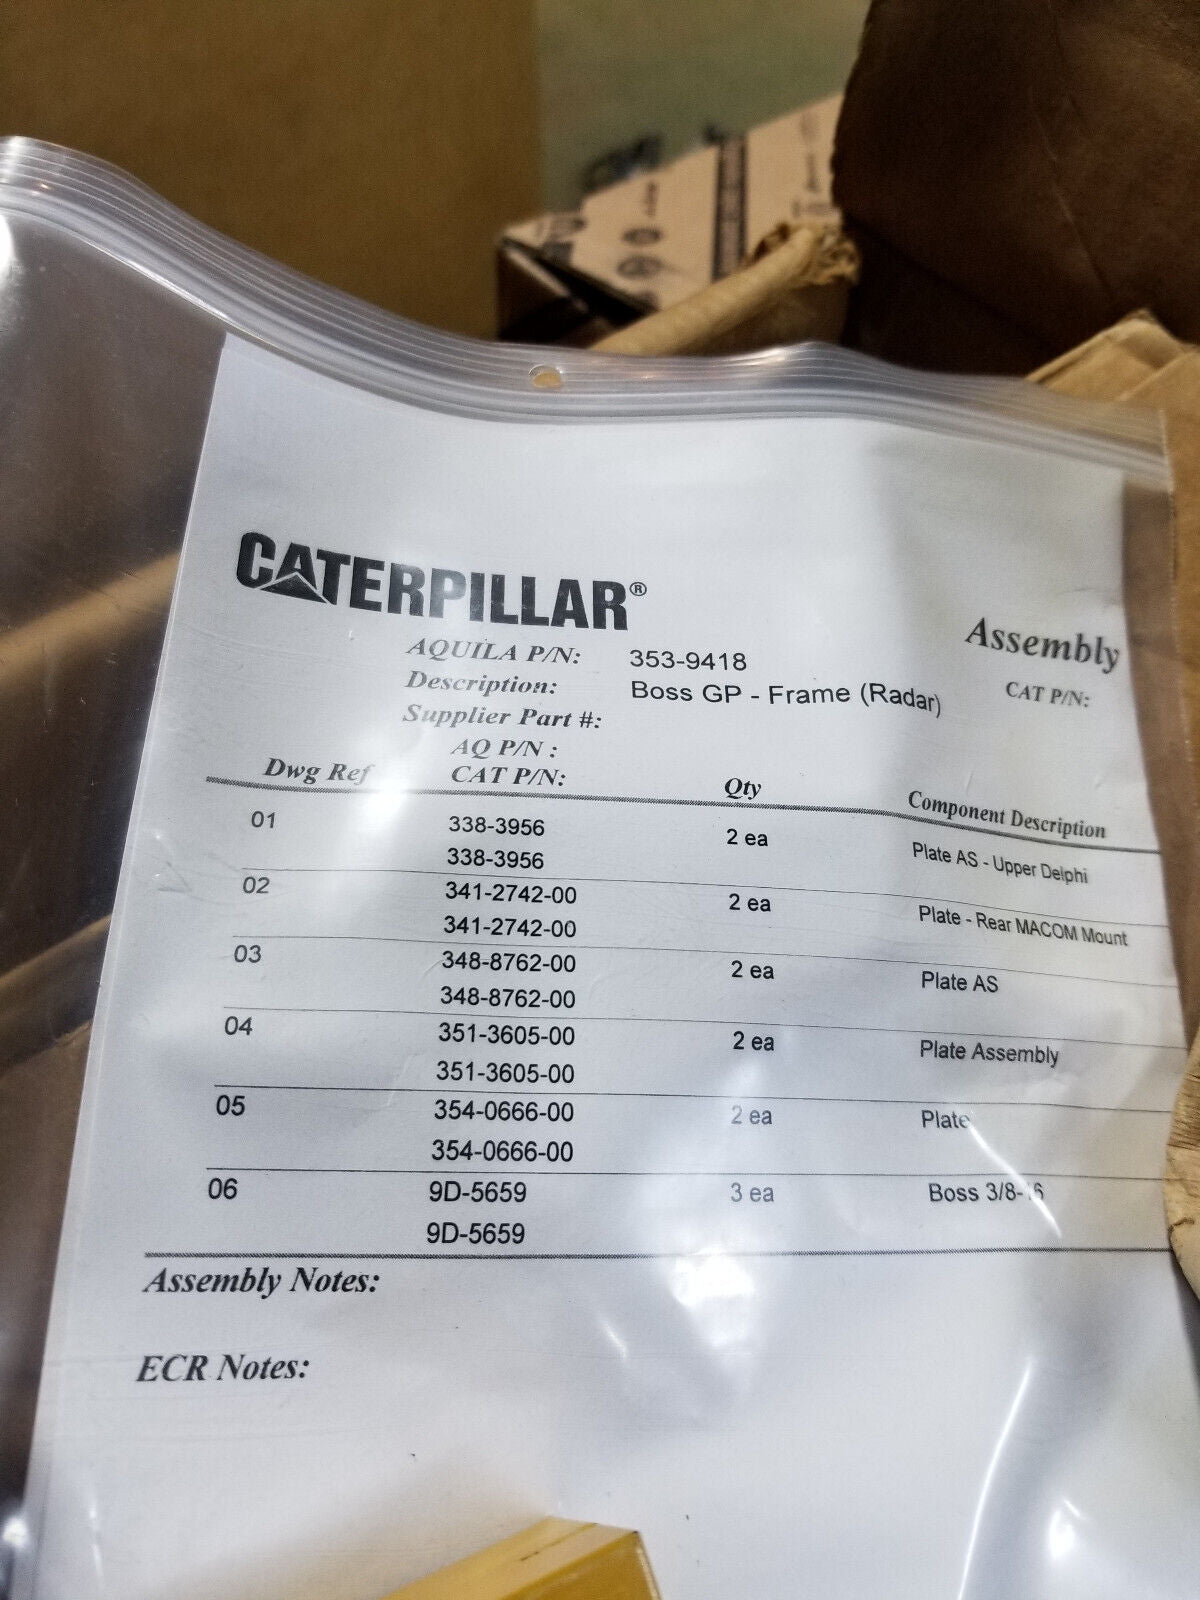 CATERPILLAR®
Assembly
AQUILA P/N: 353-9418
CAT P/N:
Description: Boss GP - Frame (Radar)
Supplier Part #:
AQ P/N :
Dwg Ref CAT P/N: Qty Component Description
01 338-3956 2 ea Plate AS - Upper Delphi
338-3956
02 341-2742-00 2 ea Plate - Rear MACOM Mount
341-2742-00
03 348-8762-00 2 ea Plate AS
348-8762-00
04 351-3605-00 2 ea Plate Assembly
351-3605-00
05 354-0666-00 2 ea Plate
354-0666-00
06 9D-5659 3 ea Boss 3/8-16
9D-5659
Assembly Notes:
ECR Notes: